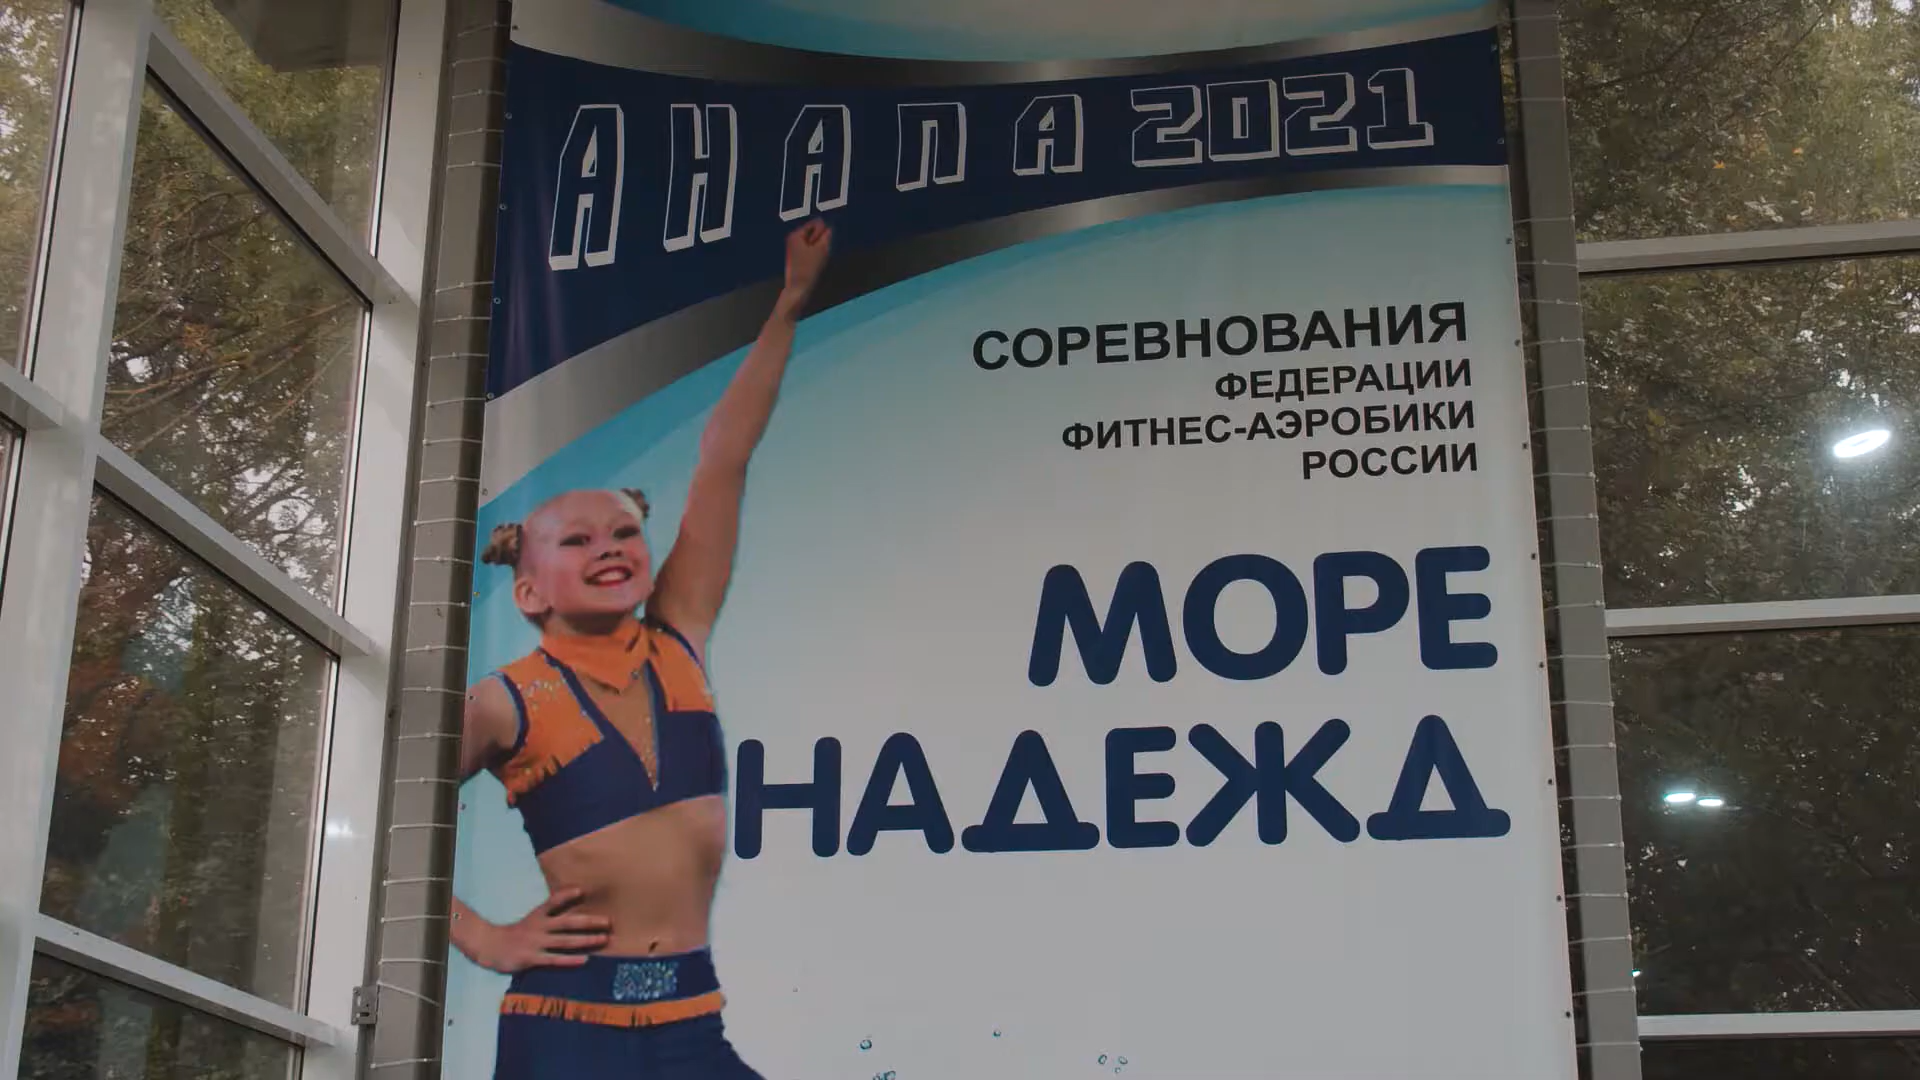 АНАПА 2021
СОРЕВНОВАНИЯ
ФЕДЕРАЦИИ
ФИТНЕС-АЭРОБИКИ
РОССИИ
МОРЕ
НАДЕЖД